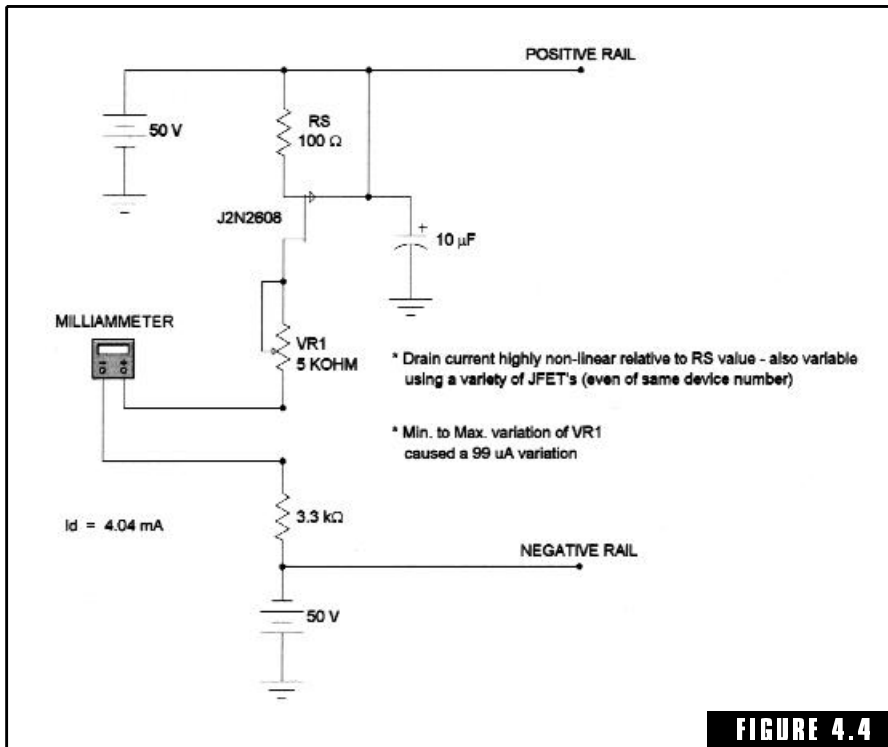 POSITIVE RAIL
50 V
RS
100 Ω
J2N2608
+
10 µF
MILLIAMMETER
VR1
5 KOHM
* Drain current highly non-linear relative to RS value - also variable
using a variety of JFET's (even of same device number)
* Min. to Max. variation of VR1
caused a 99 uA variation
Id = 4.04 mA
3.3 kΩ
NEGATIVE RAIL
50 V
FIGURE 4.4